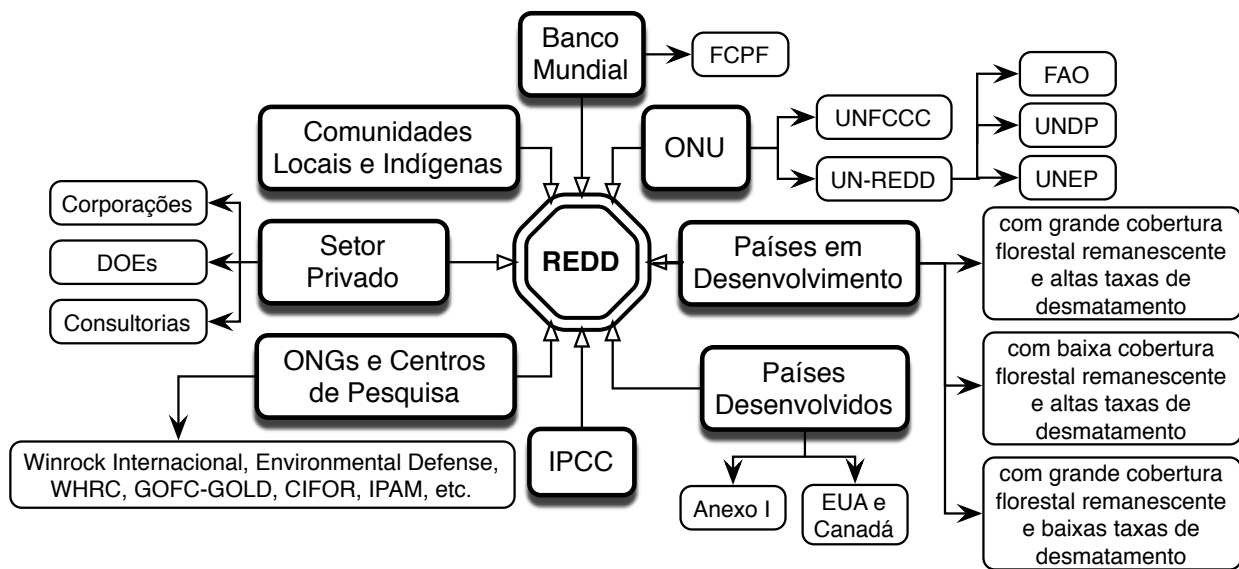 Banco
Mundial
FCPF
FAO
Comunidades
Locais e Indígenas
ONU
UNFCCC
UNDP
UN-REDD
UNEP
Corporações
DOEs
Consultorias
Setor
Privado
REDD
Países em
Desenvolvimento
com grande cobertura
florestal remanescente
e altas taxas de
desmatamento
com baixa cobertura
florestal remanescente
e altas taxas de
desmatamento
com grande cobertura
florestal remanescente
e baixas taxas de
desmatamento
ONGs e Centros
de Pesquisa
Países
Desenvolvidos
Winrock Internacional, Environmental Defense,
WHRC, GOFC-GOLD, CIFOR, IPAM, etc.
IPCC
Anexo I
EUA e
Canadá